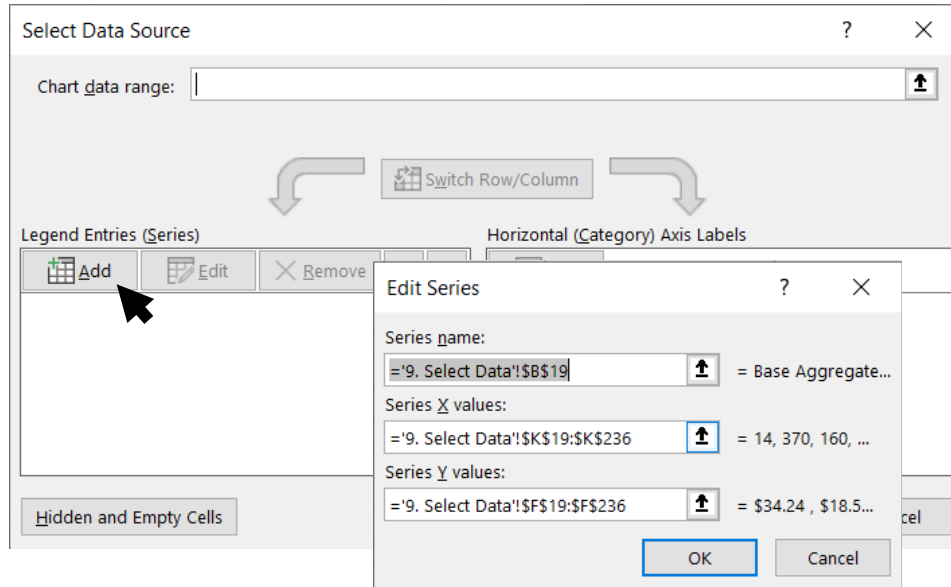 Select Data Source ?
Chart data range:
Switch Row/Column
Legend Entries (Series) Horizontal (Category) Axis Labels
Add Edit Remove
Edit Series ?
Series name:
='9. Select Data'!$B$19 = Base Aggregate...
Series X values:
='9. Select Data'!$K$19:$K$236 = 14, 370, 160, ...
Series Y values:
='9. Select Data'!$F$19:$F$236 = $34.24 , $18.5...
Hidden and Empty Cells cel
OK Cancel